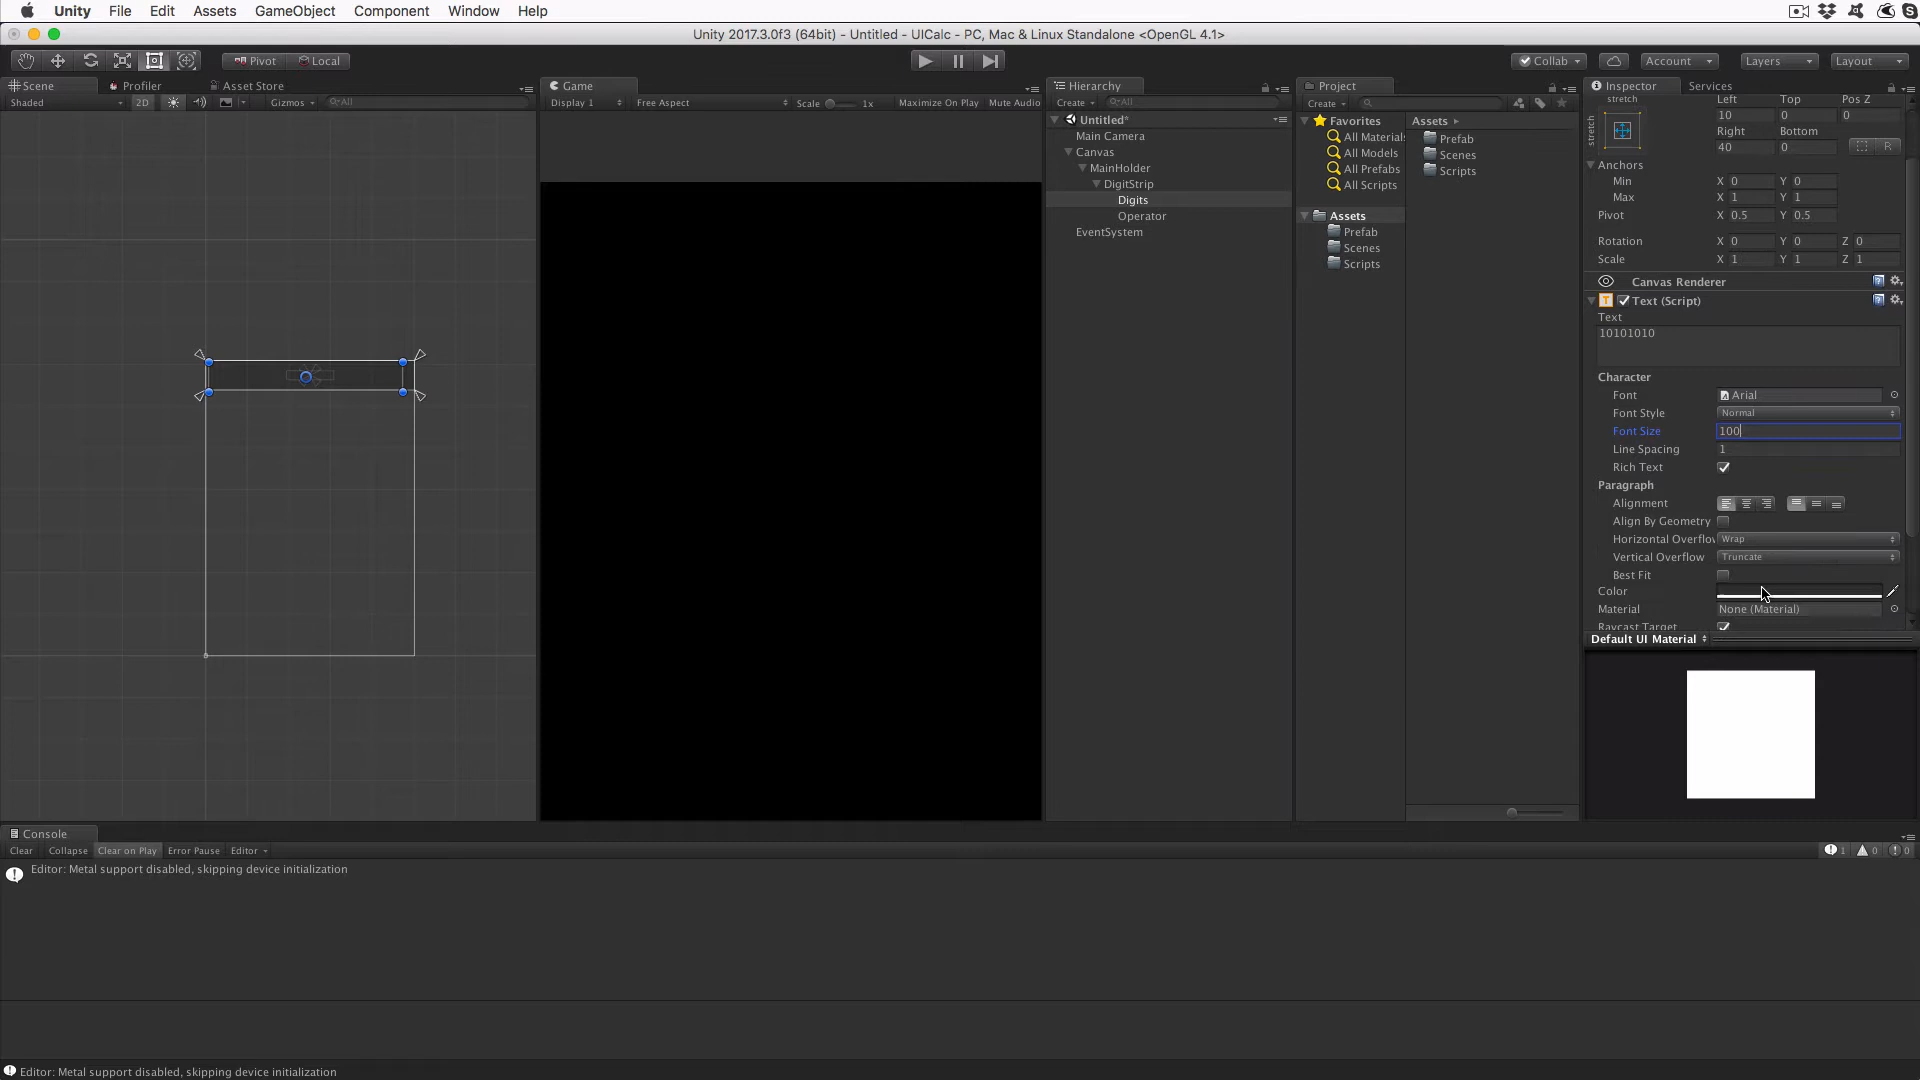 Unity File Edit Assets GameObject Component Window Help
Unity 2017.3.0f3 (64bit) - Untitled - UICalc - PC, Mac & Linux Standalone <OpenGL 4.1>
Pivot Local Collab Account Layers Layout
Scene Profiler Asset Store Game Hierarchy Project Inspector Services
Shaded 2D Gizmos All Display 1 Free Aspect Scale 1x Maximize On Play Mute Audio Create All Create
stretch Left Top Pos Z
10 0 0
stretch
Right Bottom
40 0 R
Anchors
Min X 0 Y 0
Max X 1 Y 1
Pivot X 0.5 Y 0.5
Rotation X 0 Y 0 Z 0
Scale X 1 Y 1 Z 1
Untitled*
Main Camera
Canvas
MainHolder
DigitStrip
Digits
Operator
EventSystem
Favorites
All Materials
All Models
All Prefabs
All Scripts
Assets
Prefab
Scenes
Scripts
Assets
Prefab
Scenes
Scripts
Canvas Renderer
T Text (Script)
Text
10101010
Character
Font Arial
Font Style Normal
Font Size 100
Line Spacing 1
Rich Text
Paragraph
Alignment
Align By Geometry
Horizontal Overflow Wrap
Vertical Overflow Truncate
Best Fit
Color
Material None (Material)
Raycast Target
Default UI Material
Console
Clear Collapse Clear on Play Error Pause Editor 1 0 0
Editor: Metal support disabled, skipping device initialization
Editor: Metal support disabled, skipping device initialization